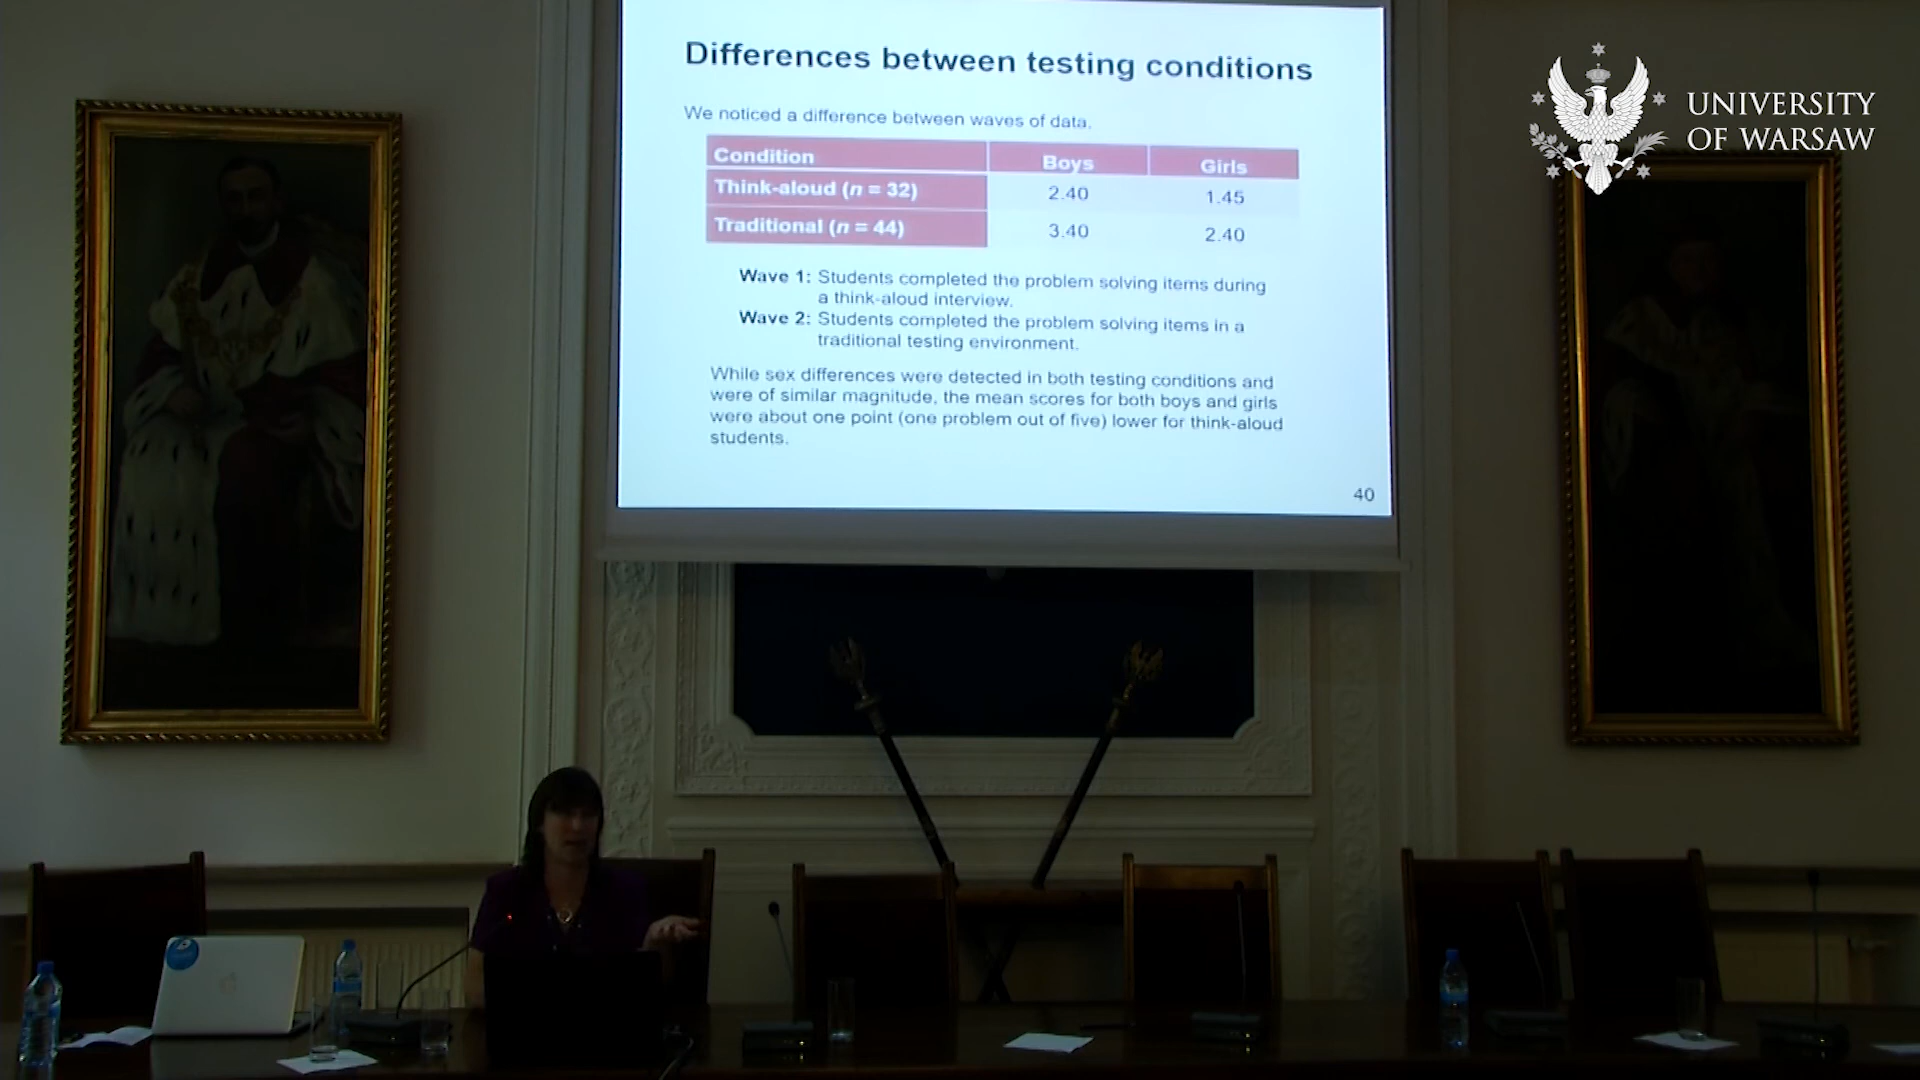 Differences between testing conditions
We noticed a difference between waves of data.
Condition Boys Girls
Think-aloud (n = 32) 2.40 1.45
Traditional (n = 44) 3.40 2.40
Wave 1: Students completed the problem solving items during
a think-aloud interview.
Wave 2: Students completed the problem solving items in a
traditional testing environment.
While sex differences were detected in both testing conditions and
were of similar magnitude, the mean scores for both boys and girls
were about one point (one problem out of five) lower for think-aloud
students.
40
UNIVERSITY
OF WARSAW